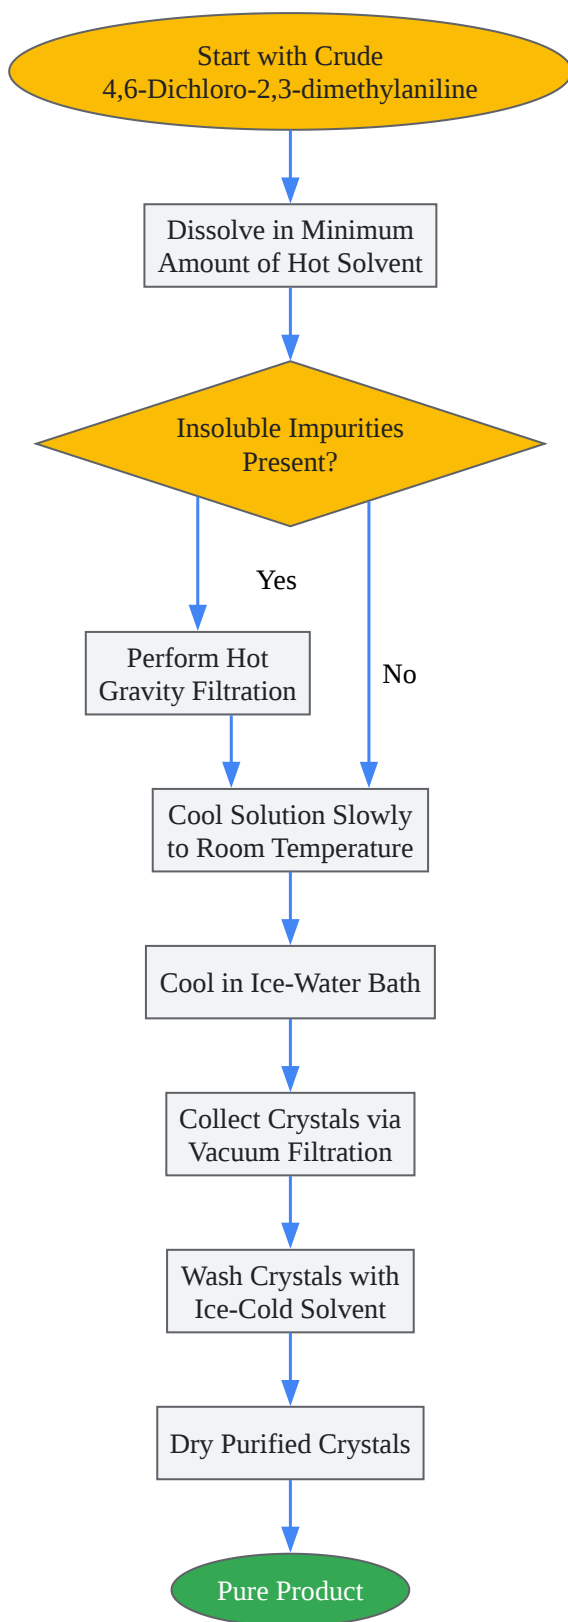 Start with Crude
4,6-Dichloro-2,3-dimethylaniline
Dissolve in Minimum
Amount of Hot Solvent
Insoluble Impurities
Present?
Yes
Perform Hot
Gravity Filtration
No
Cool Solution Slowly
to Room Temperature
Cool in Ice-Water Bath
Collect Crystals via
Vacuum Filtration
Wash Crystals with
Ice-Cold Solvent
Dry Purified Crystals
Pure Product